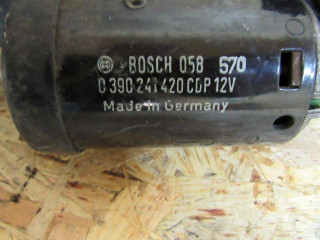 BOSCH 058 570
0 390 241 420 CDP 12V
Made in Germany